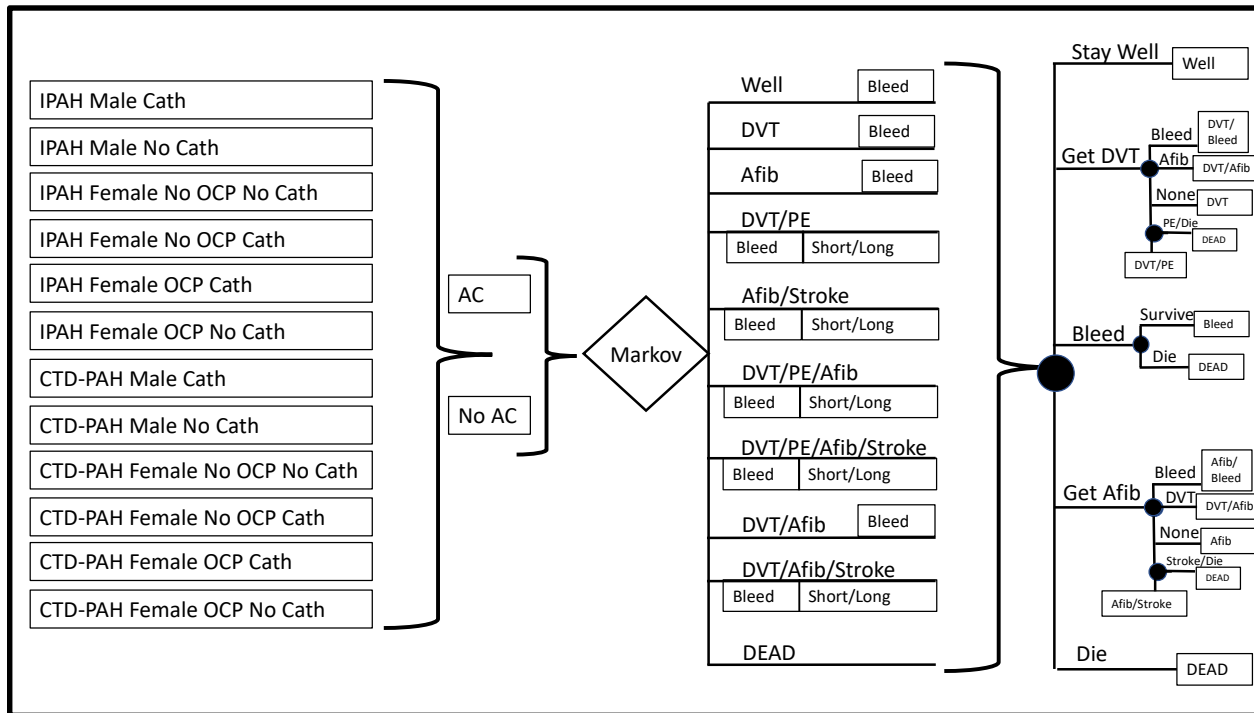 IPAH Male Cath
IPAH Male No Cath
IPAH Female No OCP No Cath
IPAH Female No OCP Cath
IPAH Female OCP Cath
IPAH Female OCP No Cath
CTD-PAH Male Cath
CTD-PAH Male No Cath
CTD-PAH Female No OCP No Cath
CTD-PAH Female No OCP Cath
CTD-PAH Female OCP Cath
CTD-PAH Female OCP No Cath
AC
No AC
Markov
Well Bleed
DVT Bleed
Afib Bleed
DVT/PE
Bleed Short/Long
Afib/Stroke
Bleed Short/Long
DVT/PE/Afib
Bleed Short/Long
DVT/PE/Afib/Stroke
Bleed Short/Long
DVT/Afib Bleed
DVT/Afib/Stroke
Bleed Short/Long
DEAD
Stay Well Well
Get DVT
Bleed DVT/
Bleed
Afib DVT/Afib
None DVT
PE/Die DEAD
DVT/PE
Bleed
Survive Bleed
Die DEAD
Get Afib
Bleed Afib/
Bleed
DVT DVT/Afib
None Afib
Stroke/Die DEAD
Afib/Stroke
Die DEAD